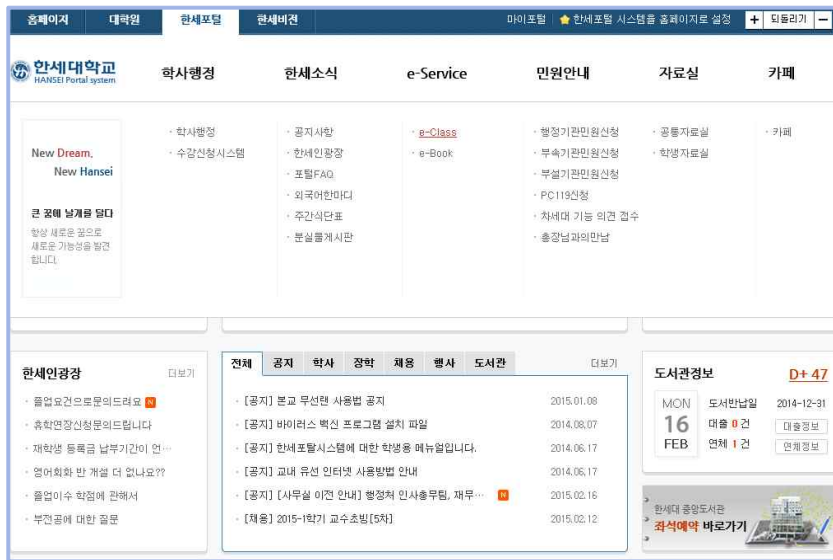 홈페이지 대학원 한세포털 한세비전 마이포털 한세포털 시스템을 홈페이지로 설정 + 되돌리기 −
한세대학교
HANSEI Portal system
학사행정 한세소식 e-Service 민원안내 자료실 카페
New Dream,
New Hansei
큰 꿈에 날개를 달다
항상 새로운 꿈으로
새로운 가능성을 발견
합니다.
· 학사행정
· 수강신청시스템
· 공지사항
· 한세인광장
· 포털FAQ
· 외국어한마디
· 주간식단표
· 분실물게시판
· e-Class
· e-Book
· 행정기관민원신청
· 부속기관민원신청
· 부설기관민원신청
· PC119신청
· 차세대 기능 의견 접수
· 총장님과의만남
· 공통자료실
· 학생자료실
· 카페
한세인광장 더보기
· 졸업요건으로문의드려요 N
· 휴학연장신청문의드립니다
· 재학생 등록금 납부기간이 언…
· 영어회화 반 개설 더 없나요??
· 졸업이수 학점에 관해서
· 부전공에 대한 질문
전체 공지 학사 장학 채용 행사 도서관 더보기
· [공지] 본교 무선랜 사용법 공지 2015.01.08
· [공지] 바이러스 백신 프로그램 설치 파일 2014.08.07
· [공지] 한세포탈시스템에 대한 학생용 메뉴얼입니다. 2014.06.17
· [공지] 교내 유선 인터넷 사용방법 안내 2014.06.17
· [공지] [사무실 이전 안내] 행정처 인사총무팀, 재무… N 2015.02.16
· [채용] 2015-1학기 교수초빙[5차] 2015.02.12
도서관정보 D+ 47
MON
16
FEB
도서반납일 2014-12-31
대출 0 건 대출정보
연체 1 건 연체정보
한세대 중앙도서관
좌석예약 바로가기